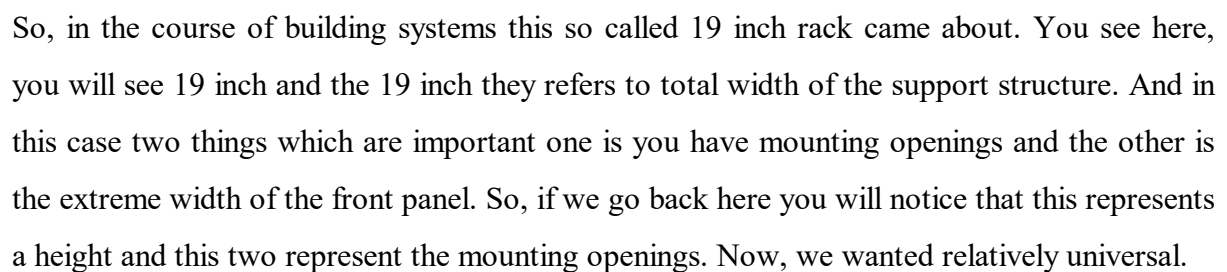 So, in the course of building systems this so called 19 inch rack came about. You see here,
you will see 19 inch and the 19 inch they refers to total width of the support structure. And in
this case two things which are important one is you have mounting openings and the other is
the extreme width of the front panel. So, if we go back here you will notice that this represents
a height and this two represent the mounting openings. Now, we wanted relatively universal.